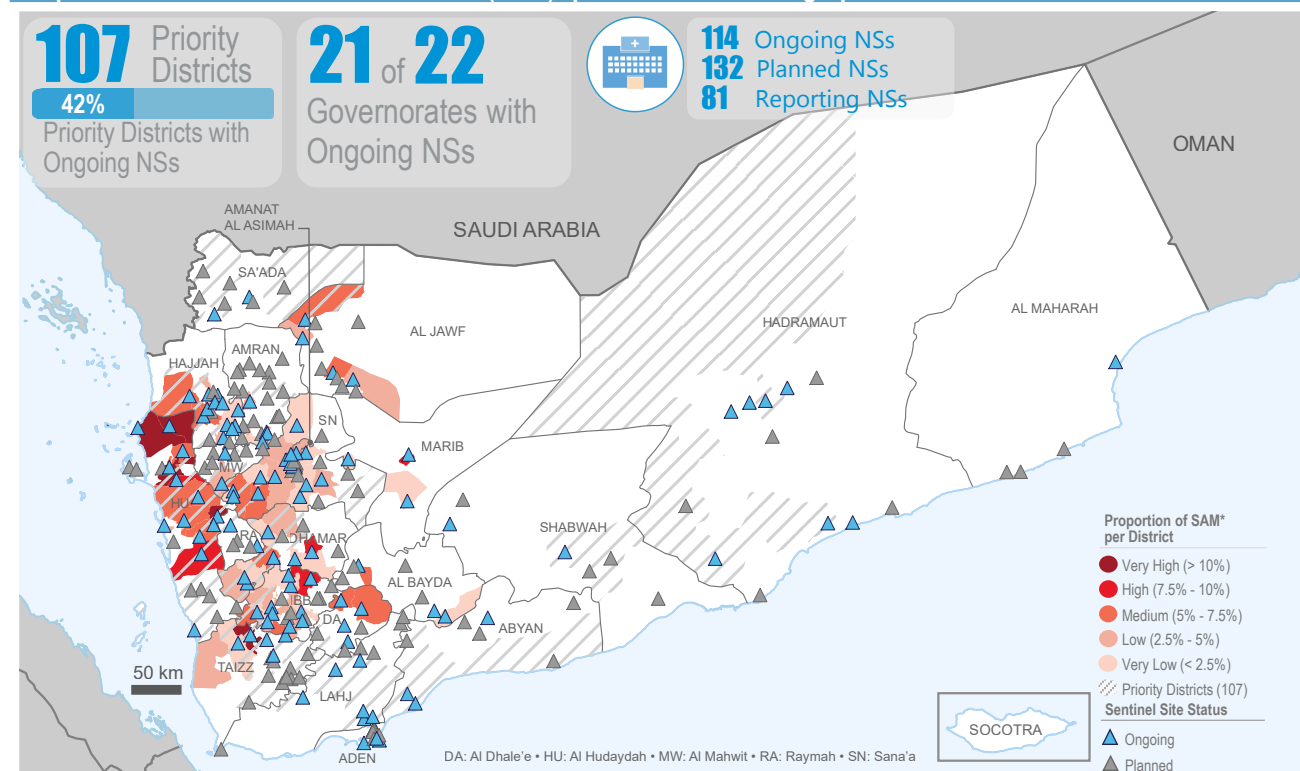 107 Priority
Districts
42%
Priority Districts with
Ongoing NSs
21 of 22
Governorates with
Ongoing NSs
114 Ongoing NSs
132 Planned NSs
81 Reporting NSs
OMAN
SAUDI ARABIA
AMANAT
AL ASIMAH
SA'ADA
AL JAWF
HADRAMAUT
AL MAHARAH
HAJJAH
AMRAN
SN
MARIB
MW
HU
RA
DHAMAR
SHABWAH
AL BAYDA
IBB
DA
ABYAN
TAIZZ
LAHJ
ADEN
50 km
SOCOTRA
Proportion of SAM*
per District
Very High (> 10%)
High (7.5% - 10%)
Medium (5% - 7.5%)
Low (2.5% - 5%)
Very Low (< 2.5%)
Priority Districts (107)
Sentinel Site Status
Ongoing
Planned
DA: Al Dhale'e • HU: Al Hudaydah • MW: Al Mahwit • RA: Raymah • SN: Sana'a